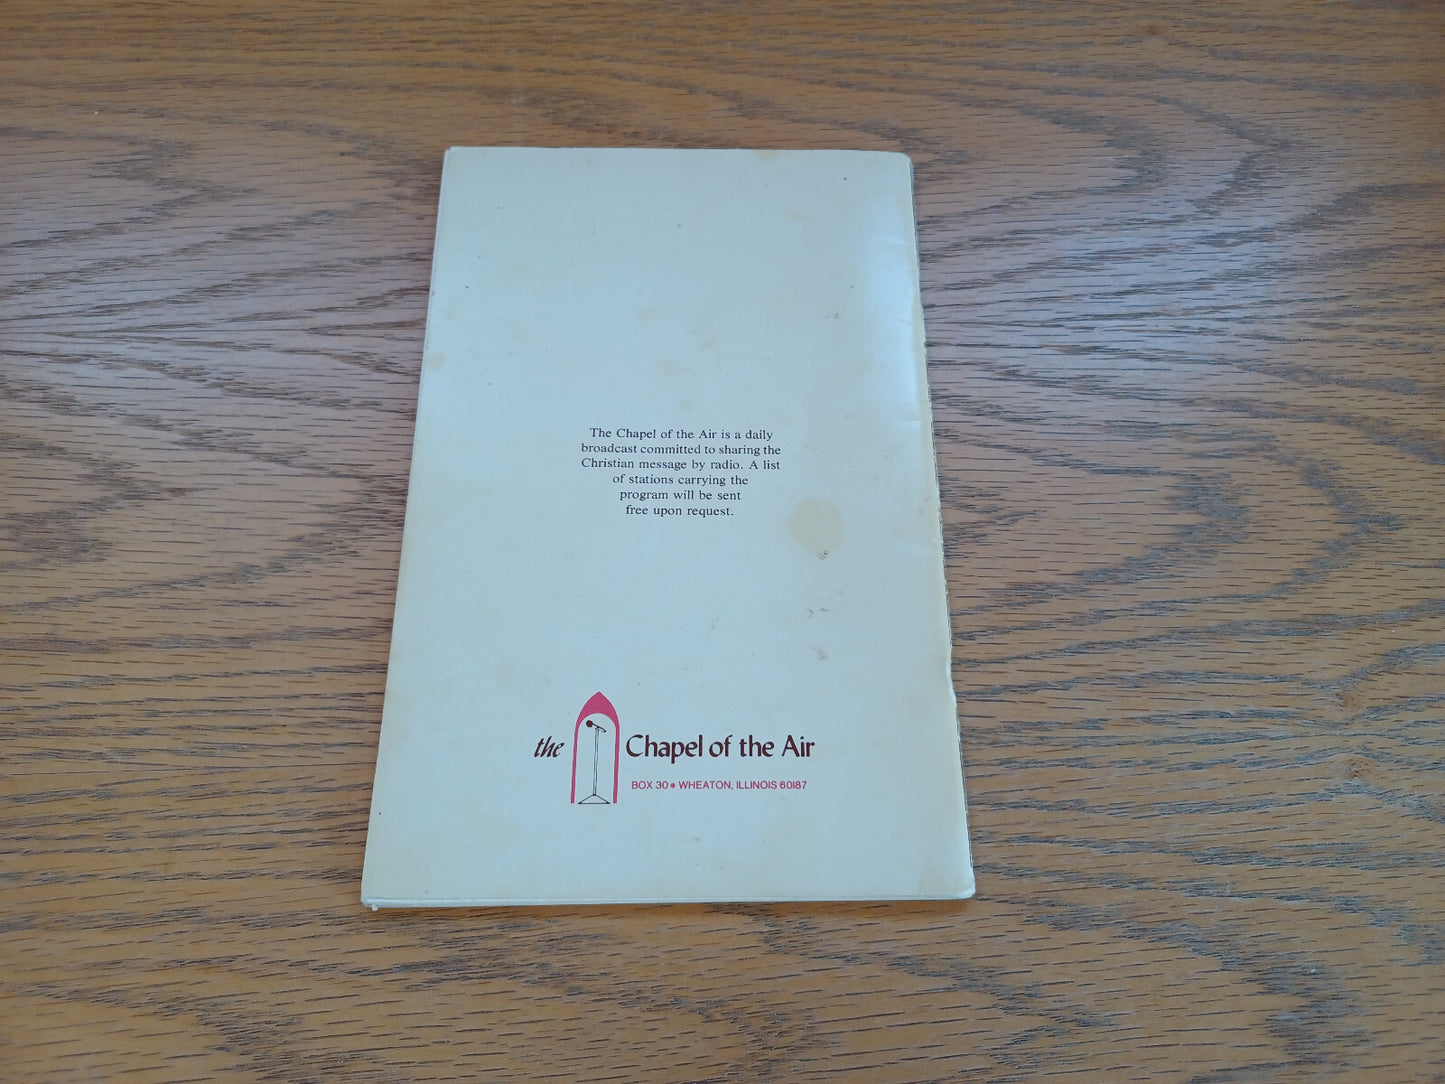 The Chapel of the Air is a daily
broadcast committed to sharing the
Christian message by radio. A list
of stations carrying the
program will be sent
free upon request.
the Chapel of the Air
BOX 30 • WHEATON, ILLINOIS 60187